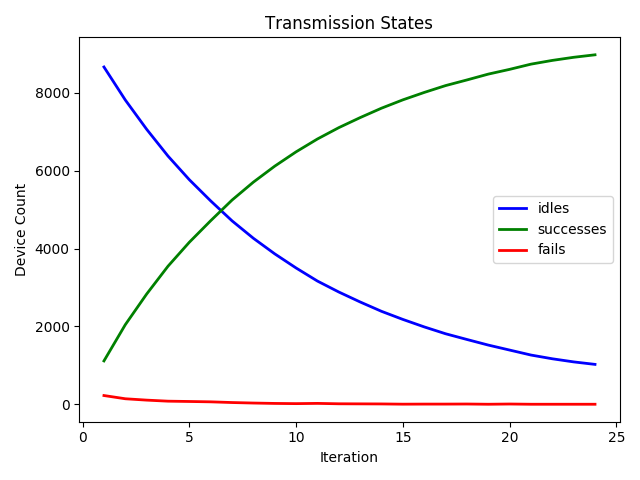 Transmission States
Device Count
8000
6000
4000
2000
0
idles
successes
fails
0 5 10 15 20 25
Iteration